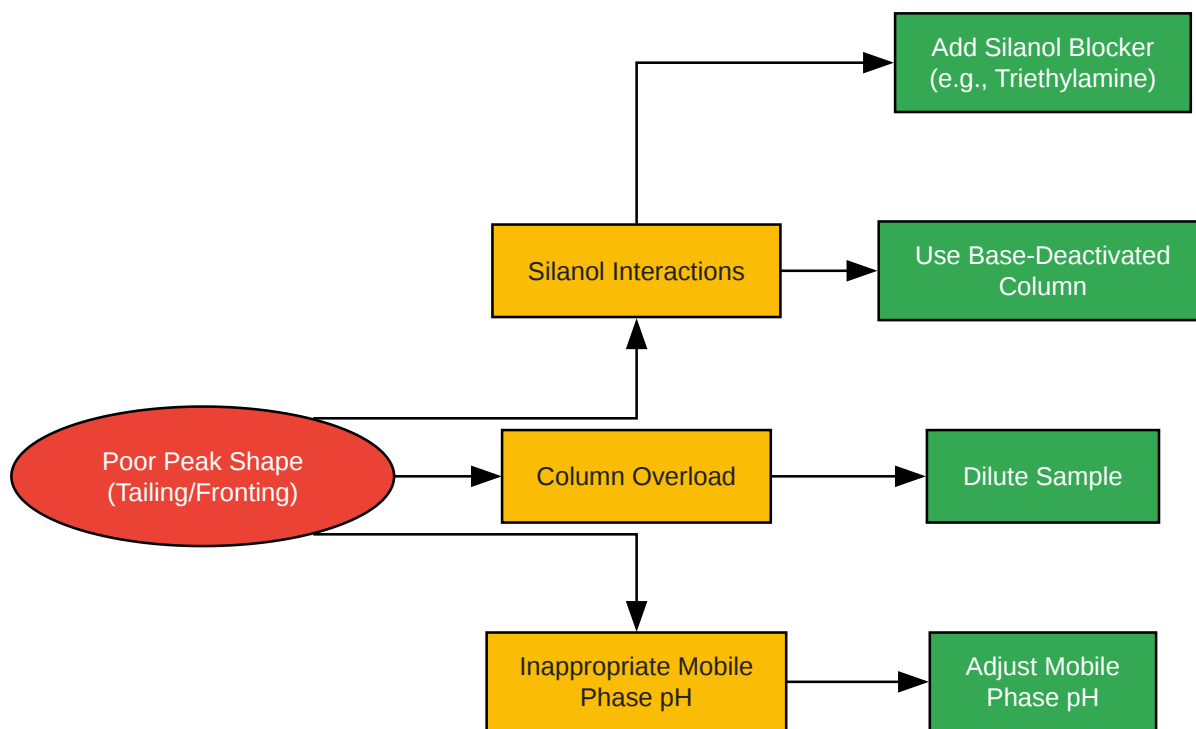 Add Silanol Blocker
(e.g., Triethylamine)
Silanol Interactions
Use Base-Deactivated
Column
Poor Peak Shape
(Tailing/Fronting)
Column Overload
Dilute Sample
Inappropriate Mobile
Phase pH
Adjust Mobile
Phase pH